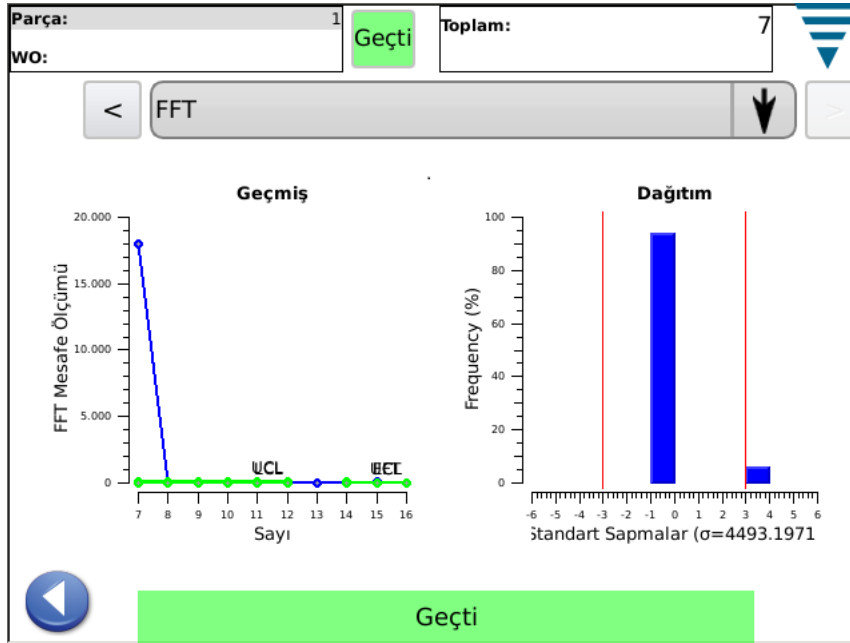 Parça: 1
WO:
Geçti
Toplam: 7
<
FFT
>
Geçmiş
FFT Mesafe Ölçümü
20.000
15.000
10.000
5.000
0
UCL
7 8 9 10 11 12 13 14 15 16
Sayı
Dağıtım
Frequency (%)
100
80
60
40
20
0
-6 -5 -4 -3 -2 -1 0 1 2 3 4 5 6
Standart Sapmalar (σ=4493.1971
Geçti